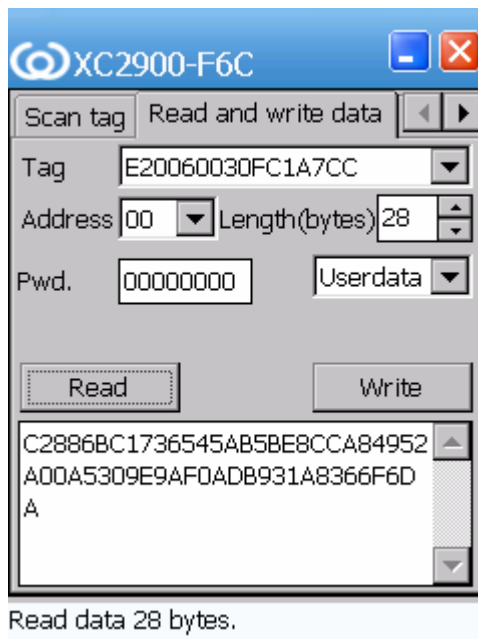 XC2900-F6C
Scan tag Read and write data
Tag E20060030FC1A7CC
Address 00 Length(bytes) 28
Pwd. 00000000 Userdata
Read Write
C2886BC1736545AB5BE8CCA84952
A00A5309E9AF0ADB931A8366F6D
A
Read data 28 bytes.